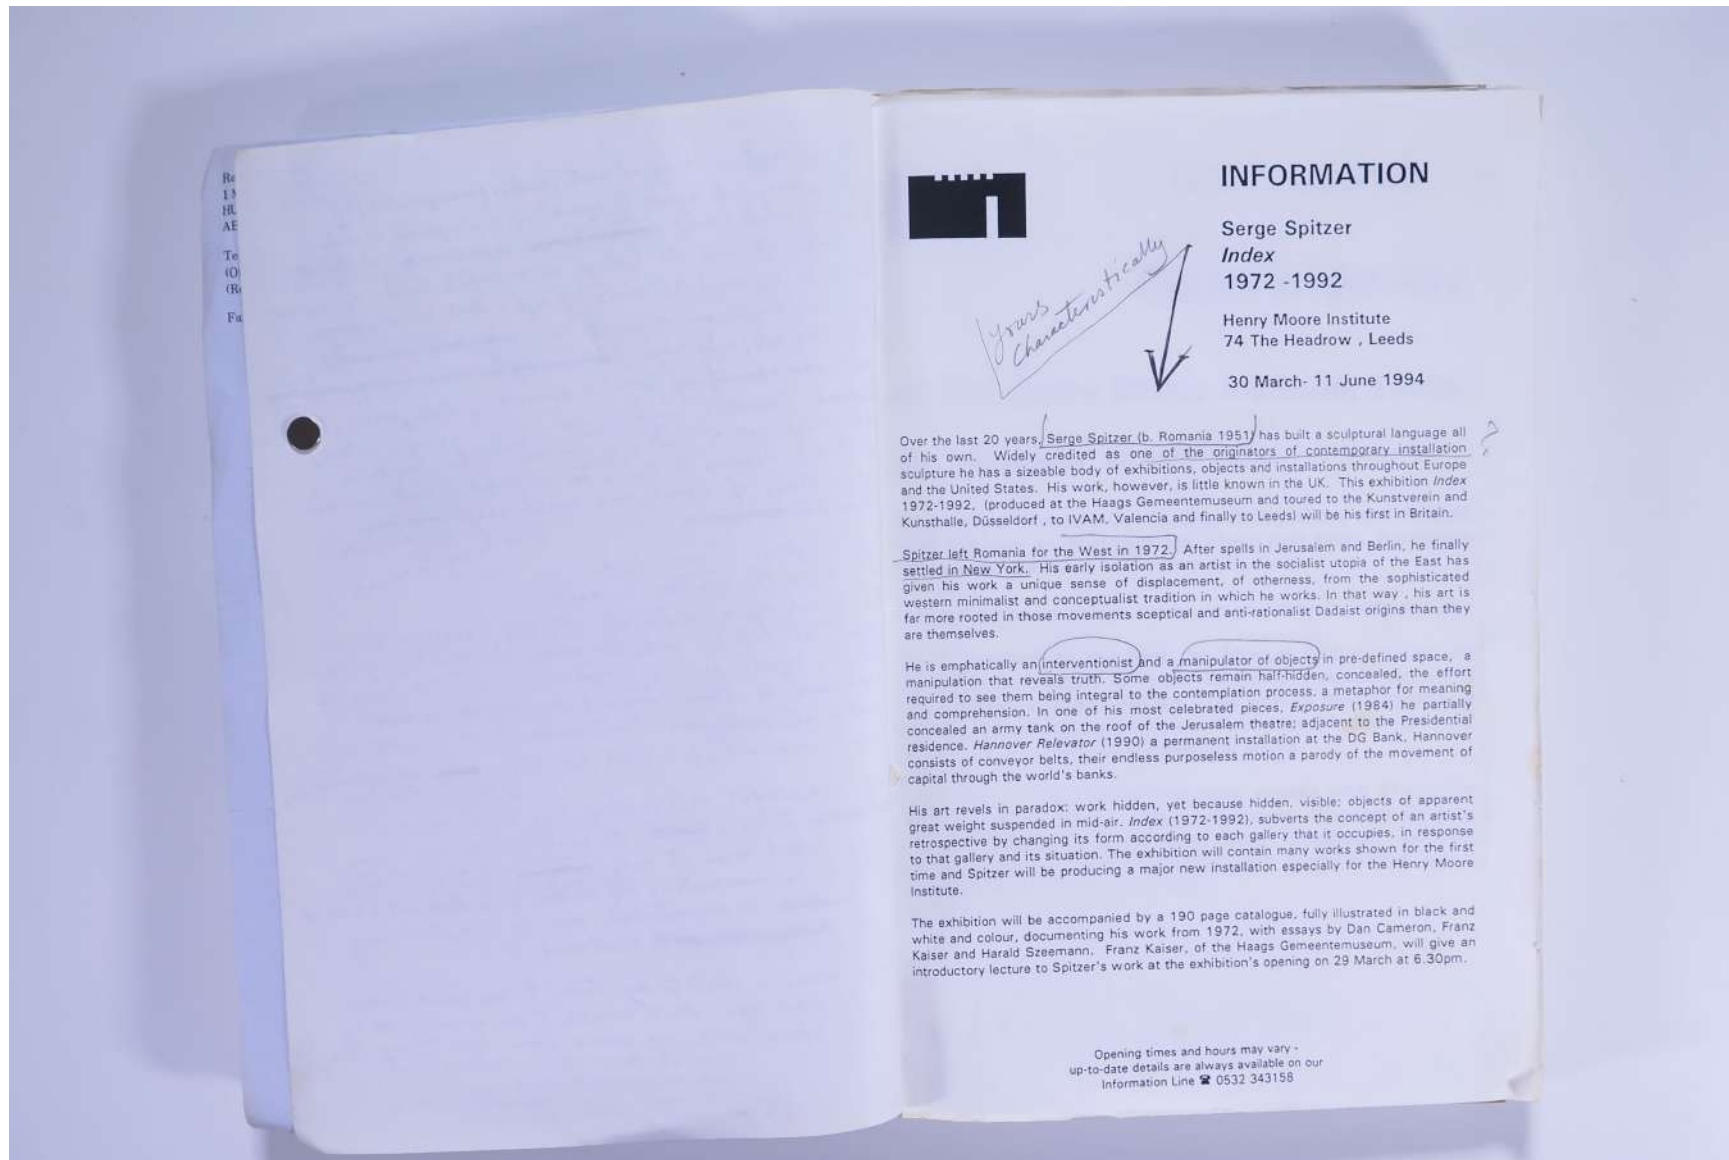 Re
1
HU
AE
Te
(O
(Re
Fa
INFORMATION
Serge Spitzer
Index
1972 -1992
Henry Moore Institute
74 The Headrow , Leeds
30 March- 11 June 1994
Yours
Characteristically
Over the last 20 years, Serge Spitzer (b. Romania 1951) has built a sculptural language all ?
of his own. Widely credited as one of the originators of contemporary installation
sculpture he has a sizeable body of exhibitions, objects and installations throughout Europe
and the United States. His work, however, is little known in the UK. This exhibition Index
1972-1992, (produced at the Haags Gemeentemuseum and toured to the Kunstverein and
Kunsthalle, Düsseldorf , to IVAM, Valencia and finally to Leeds) will be his first in Britain.
Spitzer left Romania for the West in 1972. After spells in Jerusalem and Berlin, he finally
settled in New York. His early isolation as an artist in the socialist utopia of the East has
given his work a unique sense of displacement, of otherness, from the sophisticated
western minimalist and conceptualist tradition in which he works. In that way , his art is
far more rooted in those movements sceptical and anti-rationalist Dadaist origins than they
are themselves.
He is emphatically an interventionist and a manipulator of objects in pre-defined space, a
manipulation that reveals truth. Some objects remain half-hidden, concealed, the effort
required to see them being integral to the contemplation process, a metaphor for meaning
and comprehension. In one of his most celebrated pieces, Exposure (1984) he partially
concealed an army tank on the roof of the Jerusalem theatre; adjacent to the Presidential
residence. Hannover Relevator (1990) a permanent installation at the DG Bank, Hannover
consists of conveyor belts, their endless purposeless motion a parody of the movement of
capital through the world's banks.
His art revels in paradox: work hidden, yet because hidden, visible; objects of apparent
great weight suspended in mid-air. Index (1972-1992), subverts the concept of an artist's
retrospective by changing its form according to each gallery that it occupies, in response
to that gallery and its situation. The exhibition will contain many works shown for the first
time and Spitzer will be producing a major new installation especially for the Henry Moore
Institute.
The exhibition will be accompanied by a 190 page catalogue, fully illustrated in black and
white and colour, documenting his work from 1972, with essays by Dan Cameron, Franz
Kaiser and Harald Szeemann. Franz Kaiser, of the Haags Gemeentemuseum, will give an
introductory lecture to Spitzer's work at the exhibition's opening on 29 March at 6.30pm.
Opening times and hours may vary -
up-to-date details are always available on our
Information Line ☎ 0532 343158